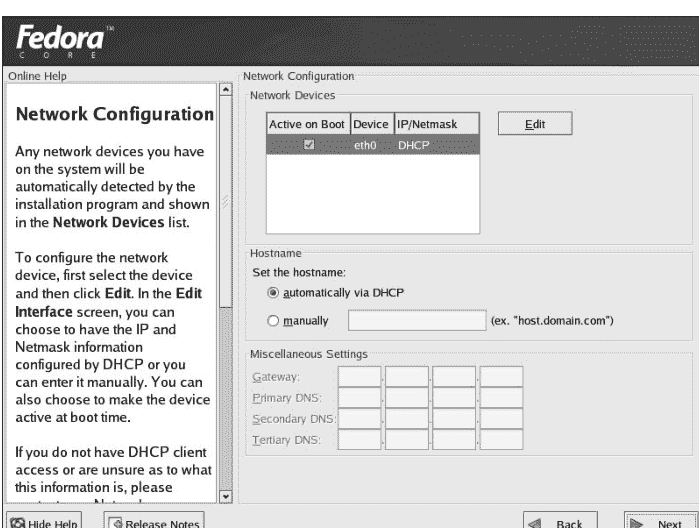 Fedora™
CORE
Online Help
Network Configuration
Any network devices you have
on the system will be
automatically detected by the
installation program and shown
in the Network Devices list.
To configure the network
device, first select the device
and then click Edit. In the Edit
Interface screen, you can
choose to have the IP and
Netmask information
configured by DHCP or you
can enter it manually. You can
also choose to make the device
active at boot time.
If you do not have DHCP client
access or are unsure as to what
this information is, please
Hide Help
Release Notes
Network Configuration
Network Devices
Active on Boot Device IP/Netmask
eth0 DHCP
Edit
Hostname
Set the hostname:
automatically via DHCP
manually (ex. "host.domain.com")
Miscellaneous Settings
Gateway:
Primary DNS:
Secondary DNS:
Tertiary DNS:
Back
Next